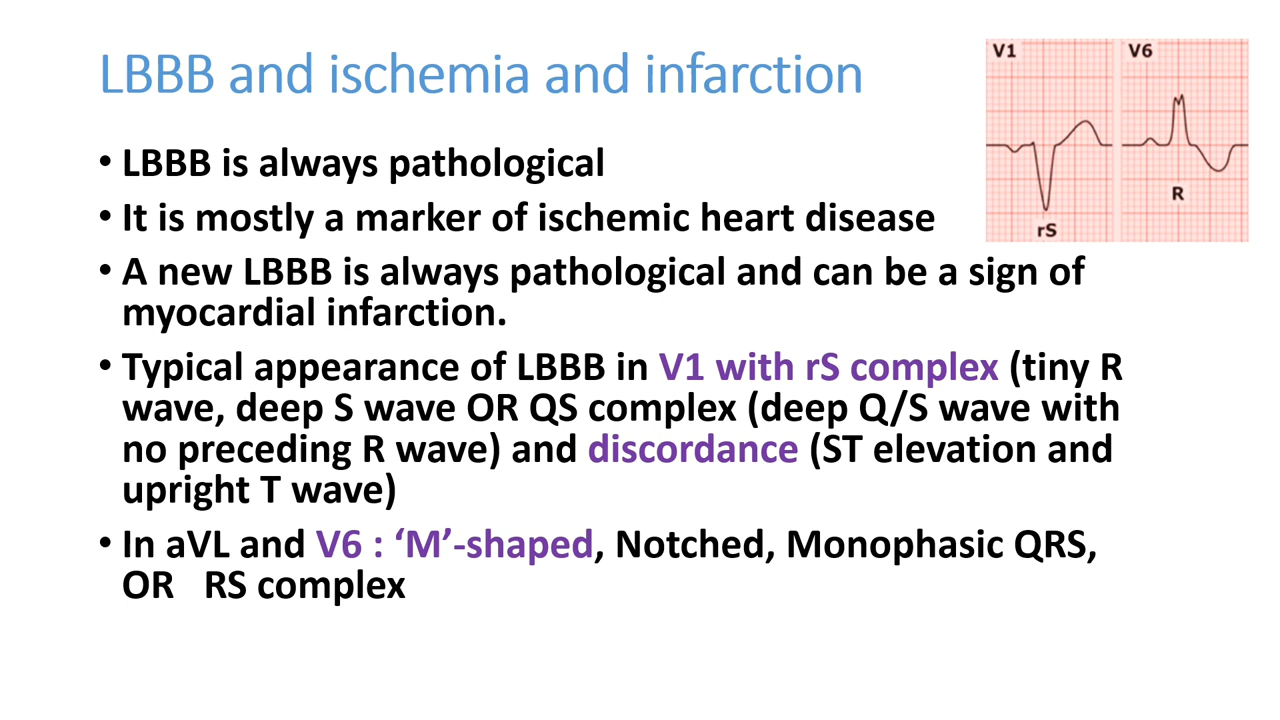 LBBB and ischemia and infarction
V1
V6
rS
R
• LBBB is always pathological
• It is mostly a marker of ischemic heart disease
• A new LBBB is always pathological and can be a sign of
myocardial infarction.
• Typical appearance of LBBB in V1 with rS complex (tiny R
wave, deep S wave OR QS complex (deep Q/S wave with
no preceding R wave) and discordance (ST elevation and
upright T wave)
• In aVL and V6 : ‘M’-shaped, Notched, Monophasic QRS,
OR RS complex